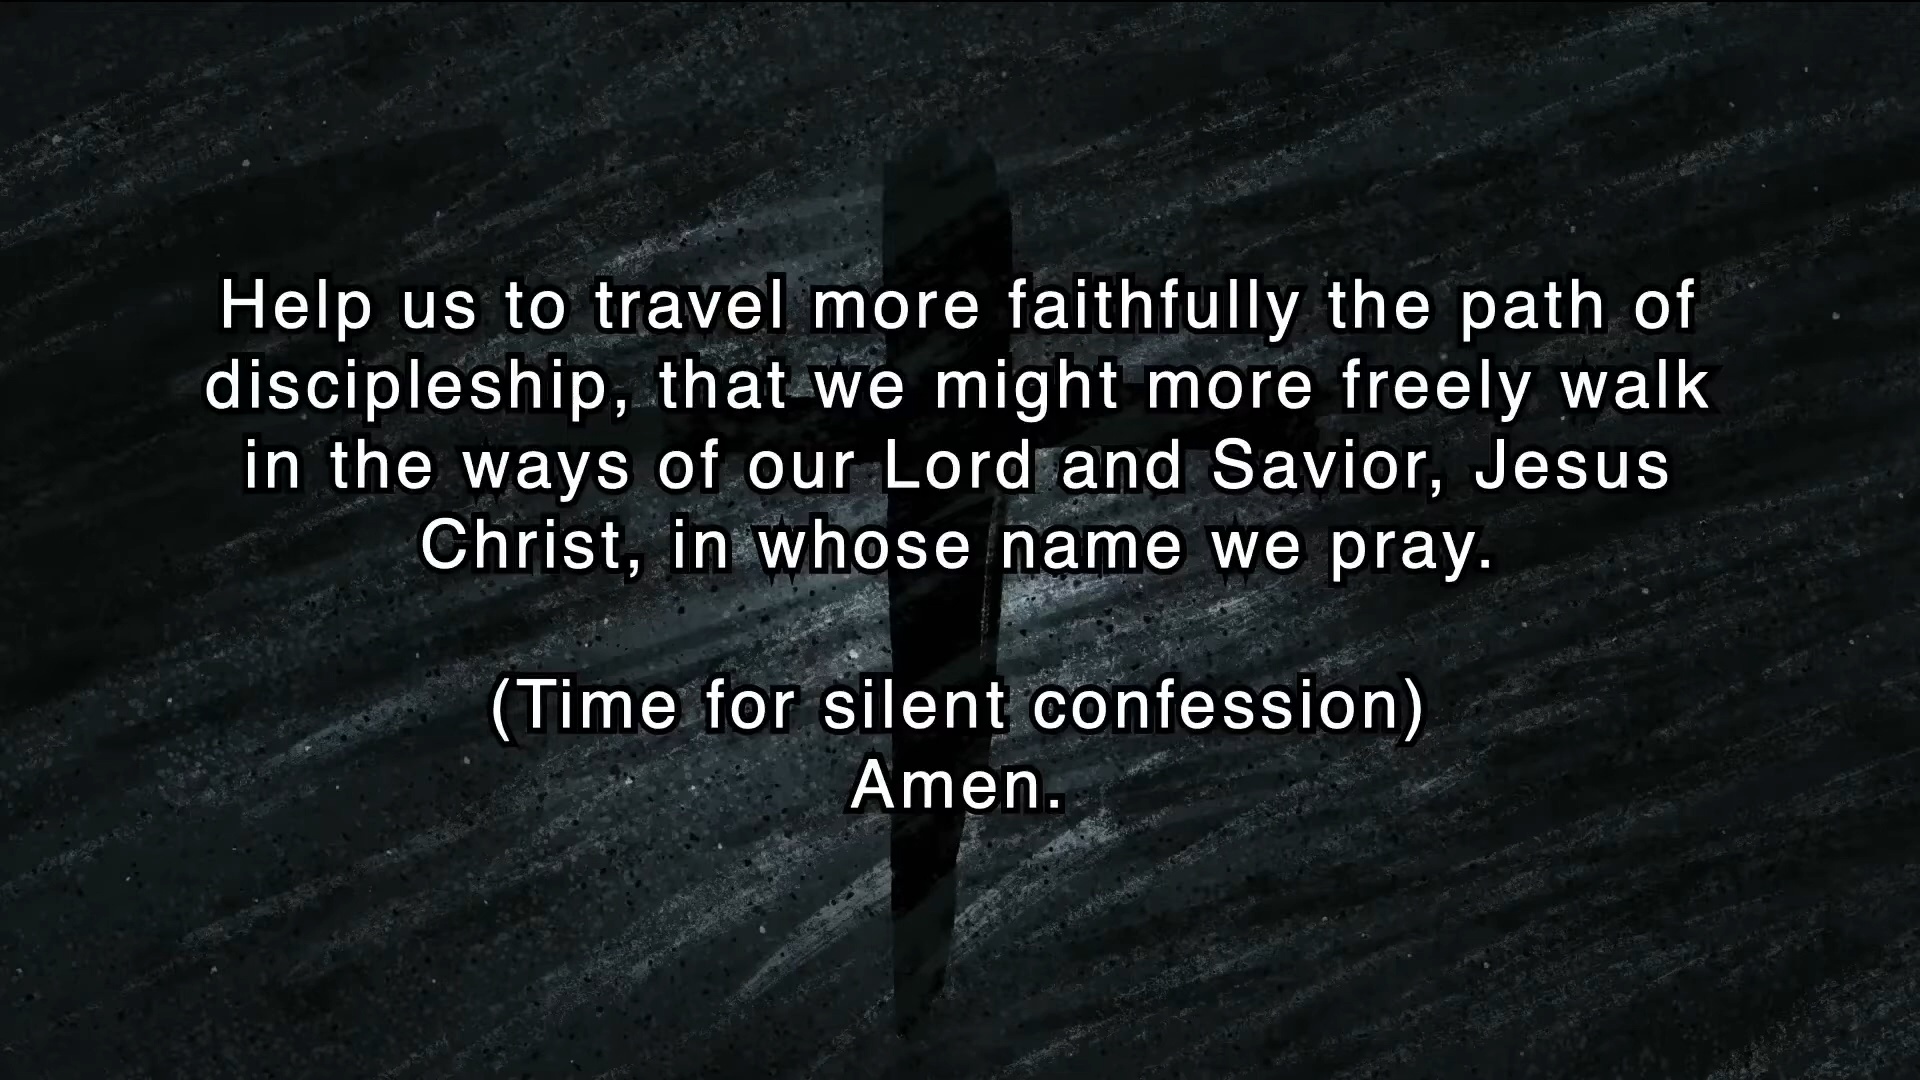 Help us to travel more faithfully the path of
discipleship, that we might more freely walk
in the ways of our Lord and Savior, Jesus
Christ, in whose name we pray.
(Time for silent confession)
Amen.